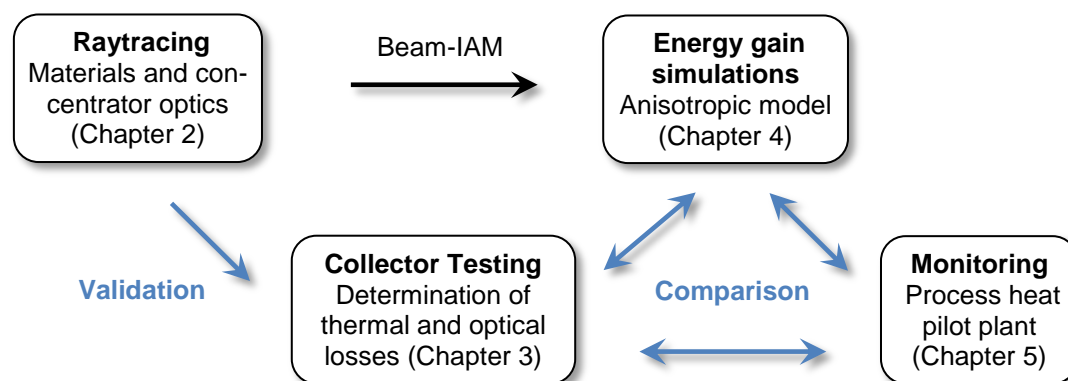 Raytracing
Materials and con-
centrator optics
(Chapter 2)
Beam-IAM
Energy gain
simulations
Anisotropic model
(Chapter 4)
Validation
Collector Testing
Determination of
thermal and optical
losses (Chapter 3)
Comparison
Monitoring
Process heat
pilot plant
(Chapter 5)